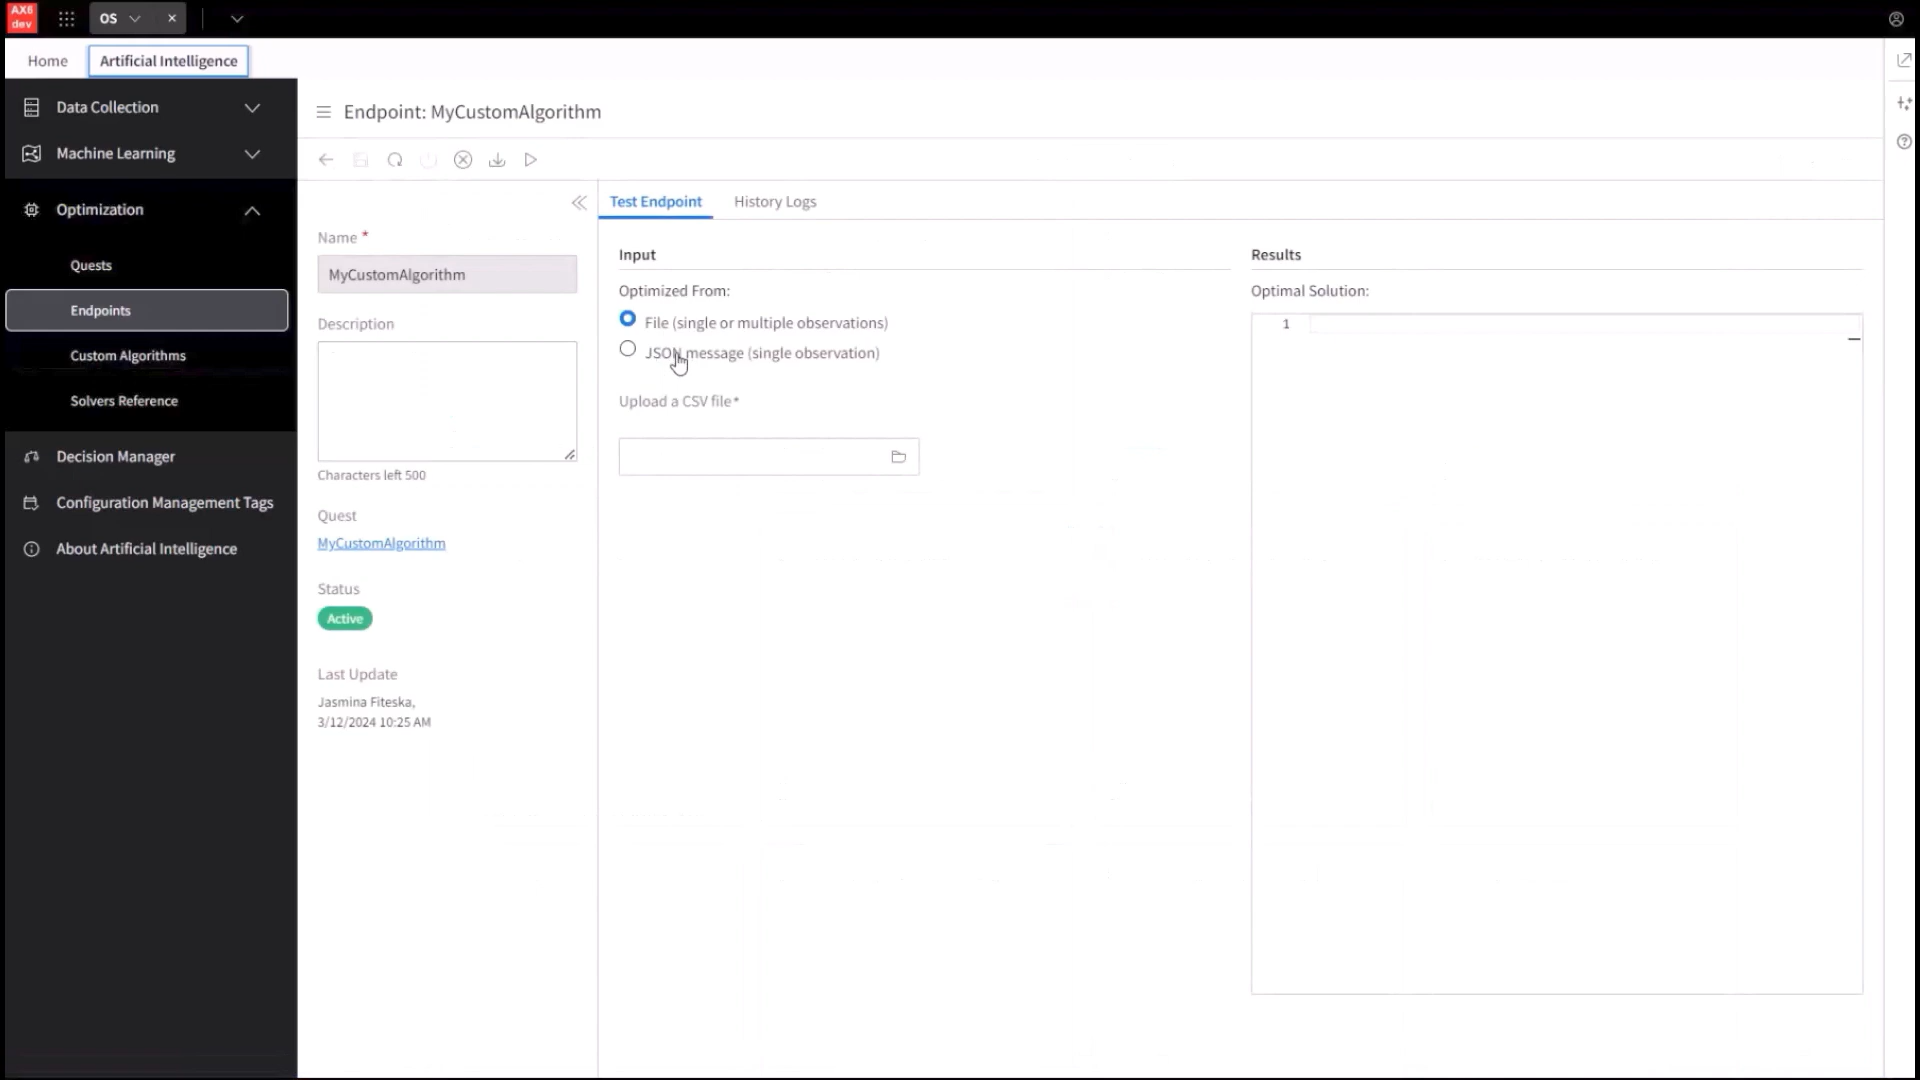 AX6
dev
OS
Home
Artificial Intelligence
Data Collection
Machine Learning
Optimization
Quests
Endpoints
Custom Algorithms
Solvers Reference
Decision Manager
Configuration Management Tags
About Artificial Intelligence
Endpoint: MyCustomAlgorithm
Name *
MyCustomAlgorithm
Description
Characters left 500
Quest
MyCustomAlgorithm
Status
Active
Last Update
Jasmina Fiteska,
3/12/2024 10:25 AM
Test Endpoint
History Logs
Input
Optimized From:
File (single or multiple observations)
JSON message (single observation)
Upload a CSV file*
Results
Optimal Solution:
1